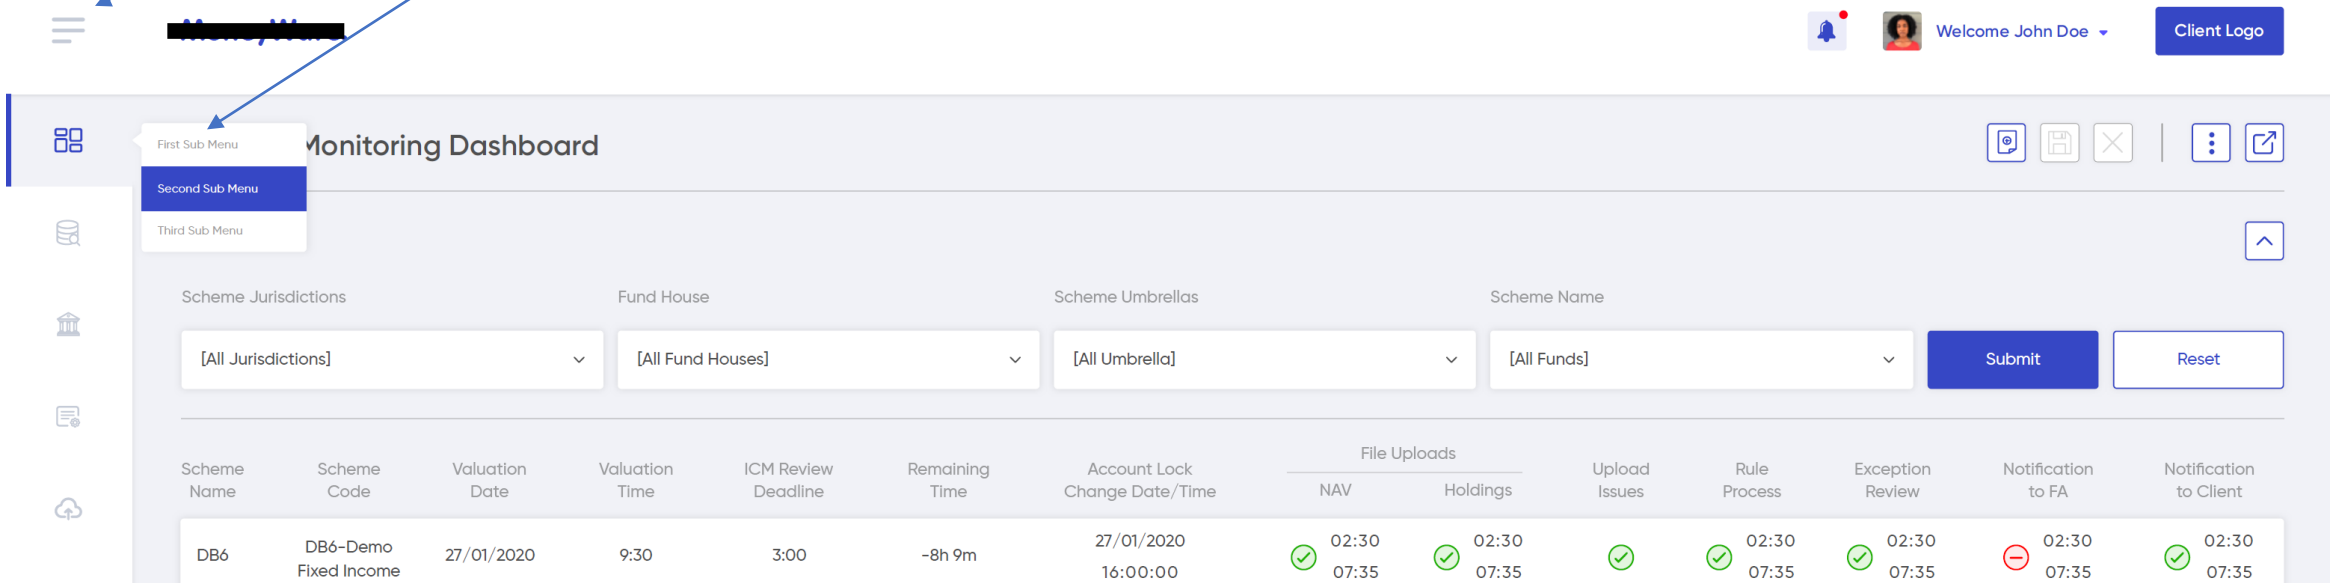 Welcome John Doe
Client Logo
First Sub Menu
Monitoring Dashboard
Second Sub Menu
Third Sub Menu
Scheme Jurisdictions
Fund House
Scheme Umbrellas
Scheme Name
[All Jurisdictions]
[All Fund Houses]
[All Umbrella]
[All Funds]
Submit
Reset
File Uploads
Scheme
Name
Scheme
Code
Valuation
Date
Valuation
Time
ICM Review
Deadline
Remaining
Time
Account Lock
Change Date/Time
NAV
Holdings
Upload
Issues
Rule
Process
Exception
Review
Notification
to FA
Notification
to Client
DB6
DB6-Demo
Fixed Income
27/01/2020
9:30
3:00
-8h 9m
27/01/2020
16:00:00
02:30
07:35
02:30
07:35
02:30
07:35
02:30
07:35
02:30
07:35
02:30
07:35